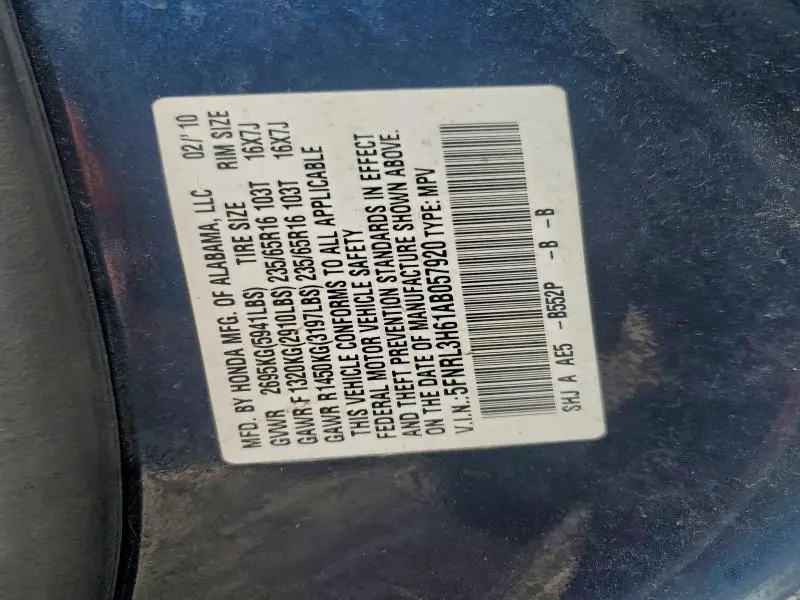 MFD. BY HONDA MFG. OF ALABAMA, LLC 02/'10
GVWR 2695KG(5941LBS) TIRE SIZE RIM SIZE
GAWR F 1320KG(2910LBS) 235/65R16 103T 16X7J
GAWR R 1450KG(3197LBS) 235/65R16 103T 16X7J
THIS VEHICLE CONFORMS TO ALL APPLICABLE
FEDERAL MOTOR VEHICLE SAFETY
AND THEFT PREVENTION STANDARDS IN EFFECT
ON THE DATE OF MANUFACTURE SHOWN ABOVE.
V.I.N.:5FNRL3H61AB057920 TYPE: MPV
SHJ A AE5 -B552P -B -B